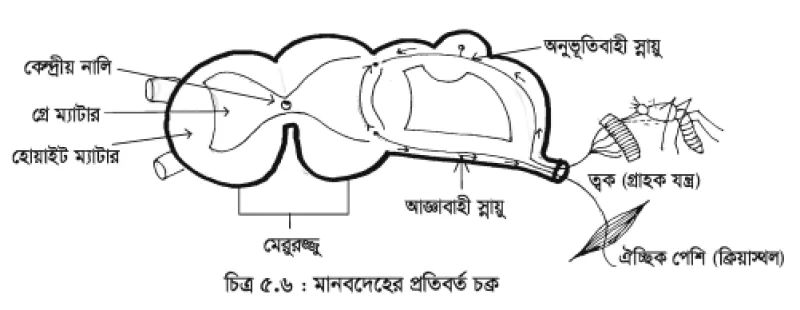 অনুভূতিবাহী স্নায়ু
কেন্দ্রীয় নালি
গ্রে ম্যাটার
হোয়াইট ম্যাটার
ত্বক (গ্রাহক যন্ত্র)
আজ্ঞাবাহী স্নায়ু
মেরুরজ্জু
ঐচ্ছিক পেশি (ক্রিয়াস্থল)
চিত্র ৫.৬ : মানবদেহের প্রতিবর্ত চক্র